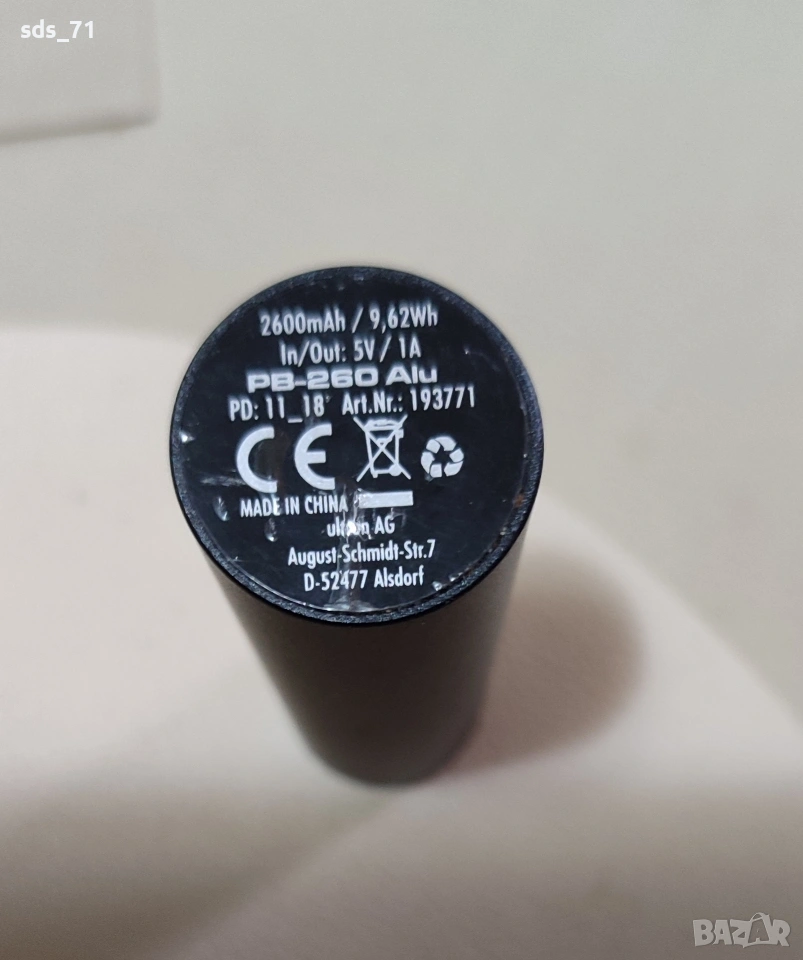 sds_71
2600mAh / 9,62Wh
In/Out: 5V / 1A
PB-260 Alu
PD: 11_18 Art.Nr.: 193771
CE
MADE IN CHINA
AG
August-Schmidt-Str.7
D-52477 Alsdorf
BAZAR